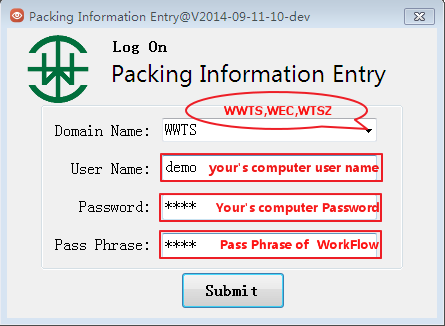 Packing Information Entry@V2014-09-11-10-dev
Log On
Packing Information Entry
WWTS,WEC,WTSZ
Domain Name: WWTS
User Name: demo your's computer user name
Password: **** Your's computer Password
Pass Phrase: **** Pass Phrase of WorkFlow
Submit